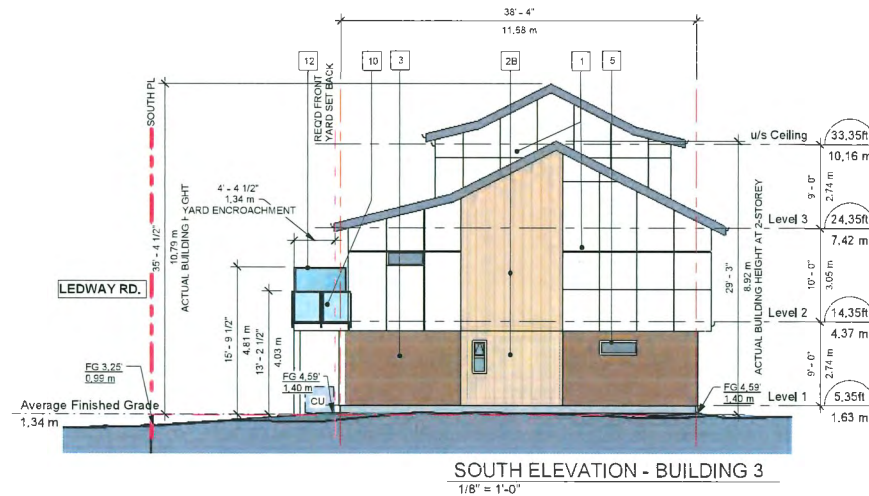 38' - 4"
11,58 m
12
10
3
2B
1
5
SOUTH PL
REQ'D FRONT
YARD SET BACK
u/s Ceiling
33,35ft
10,16 m
9' - 0"
2,74 m
4' - 4 1/2"
1,34 m
YARD ENCROACHMENT
35' - 4 1/2"
10,79 m
ACTUAL BUILDING HEIGHT
Level 3
24,35ft
7,42 m
29' - 3"
8,92 m
ACTUAL BUILDING HEIGHT AT 2-STOREY
10' - 0"
3,05 m
LEDWAY RD.
15' - 9 1/2"
4,81 m
13' - 2 1/2"
4,03 m
Level 2
14,35ft
4,37 m
9' - 0"
2,74 m
FG 3,25'
0,99 m
FG 4,59'
1,40 m
CU
FG 4,59'
1,40 m
Level 1
5,35ft
1,63 m
Average Finished Grade
1,34 m
SOUTH ELEVATION - BUILDING 3
1/8" = 1'-0"